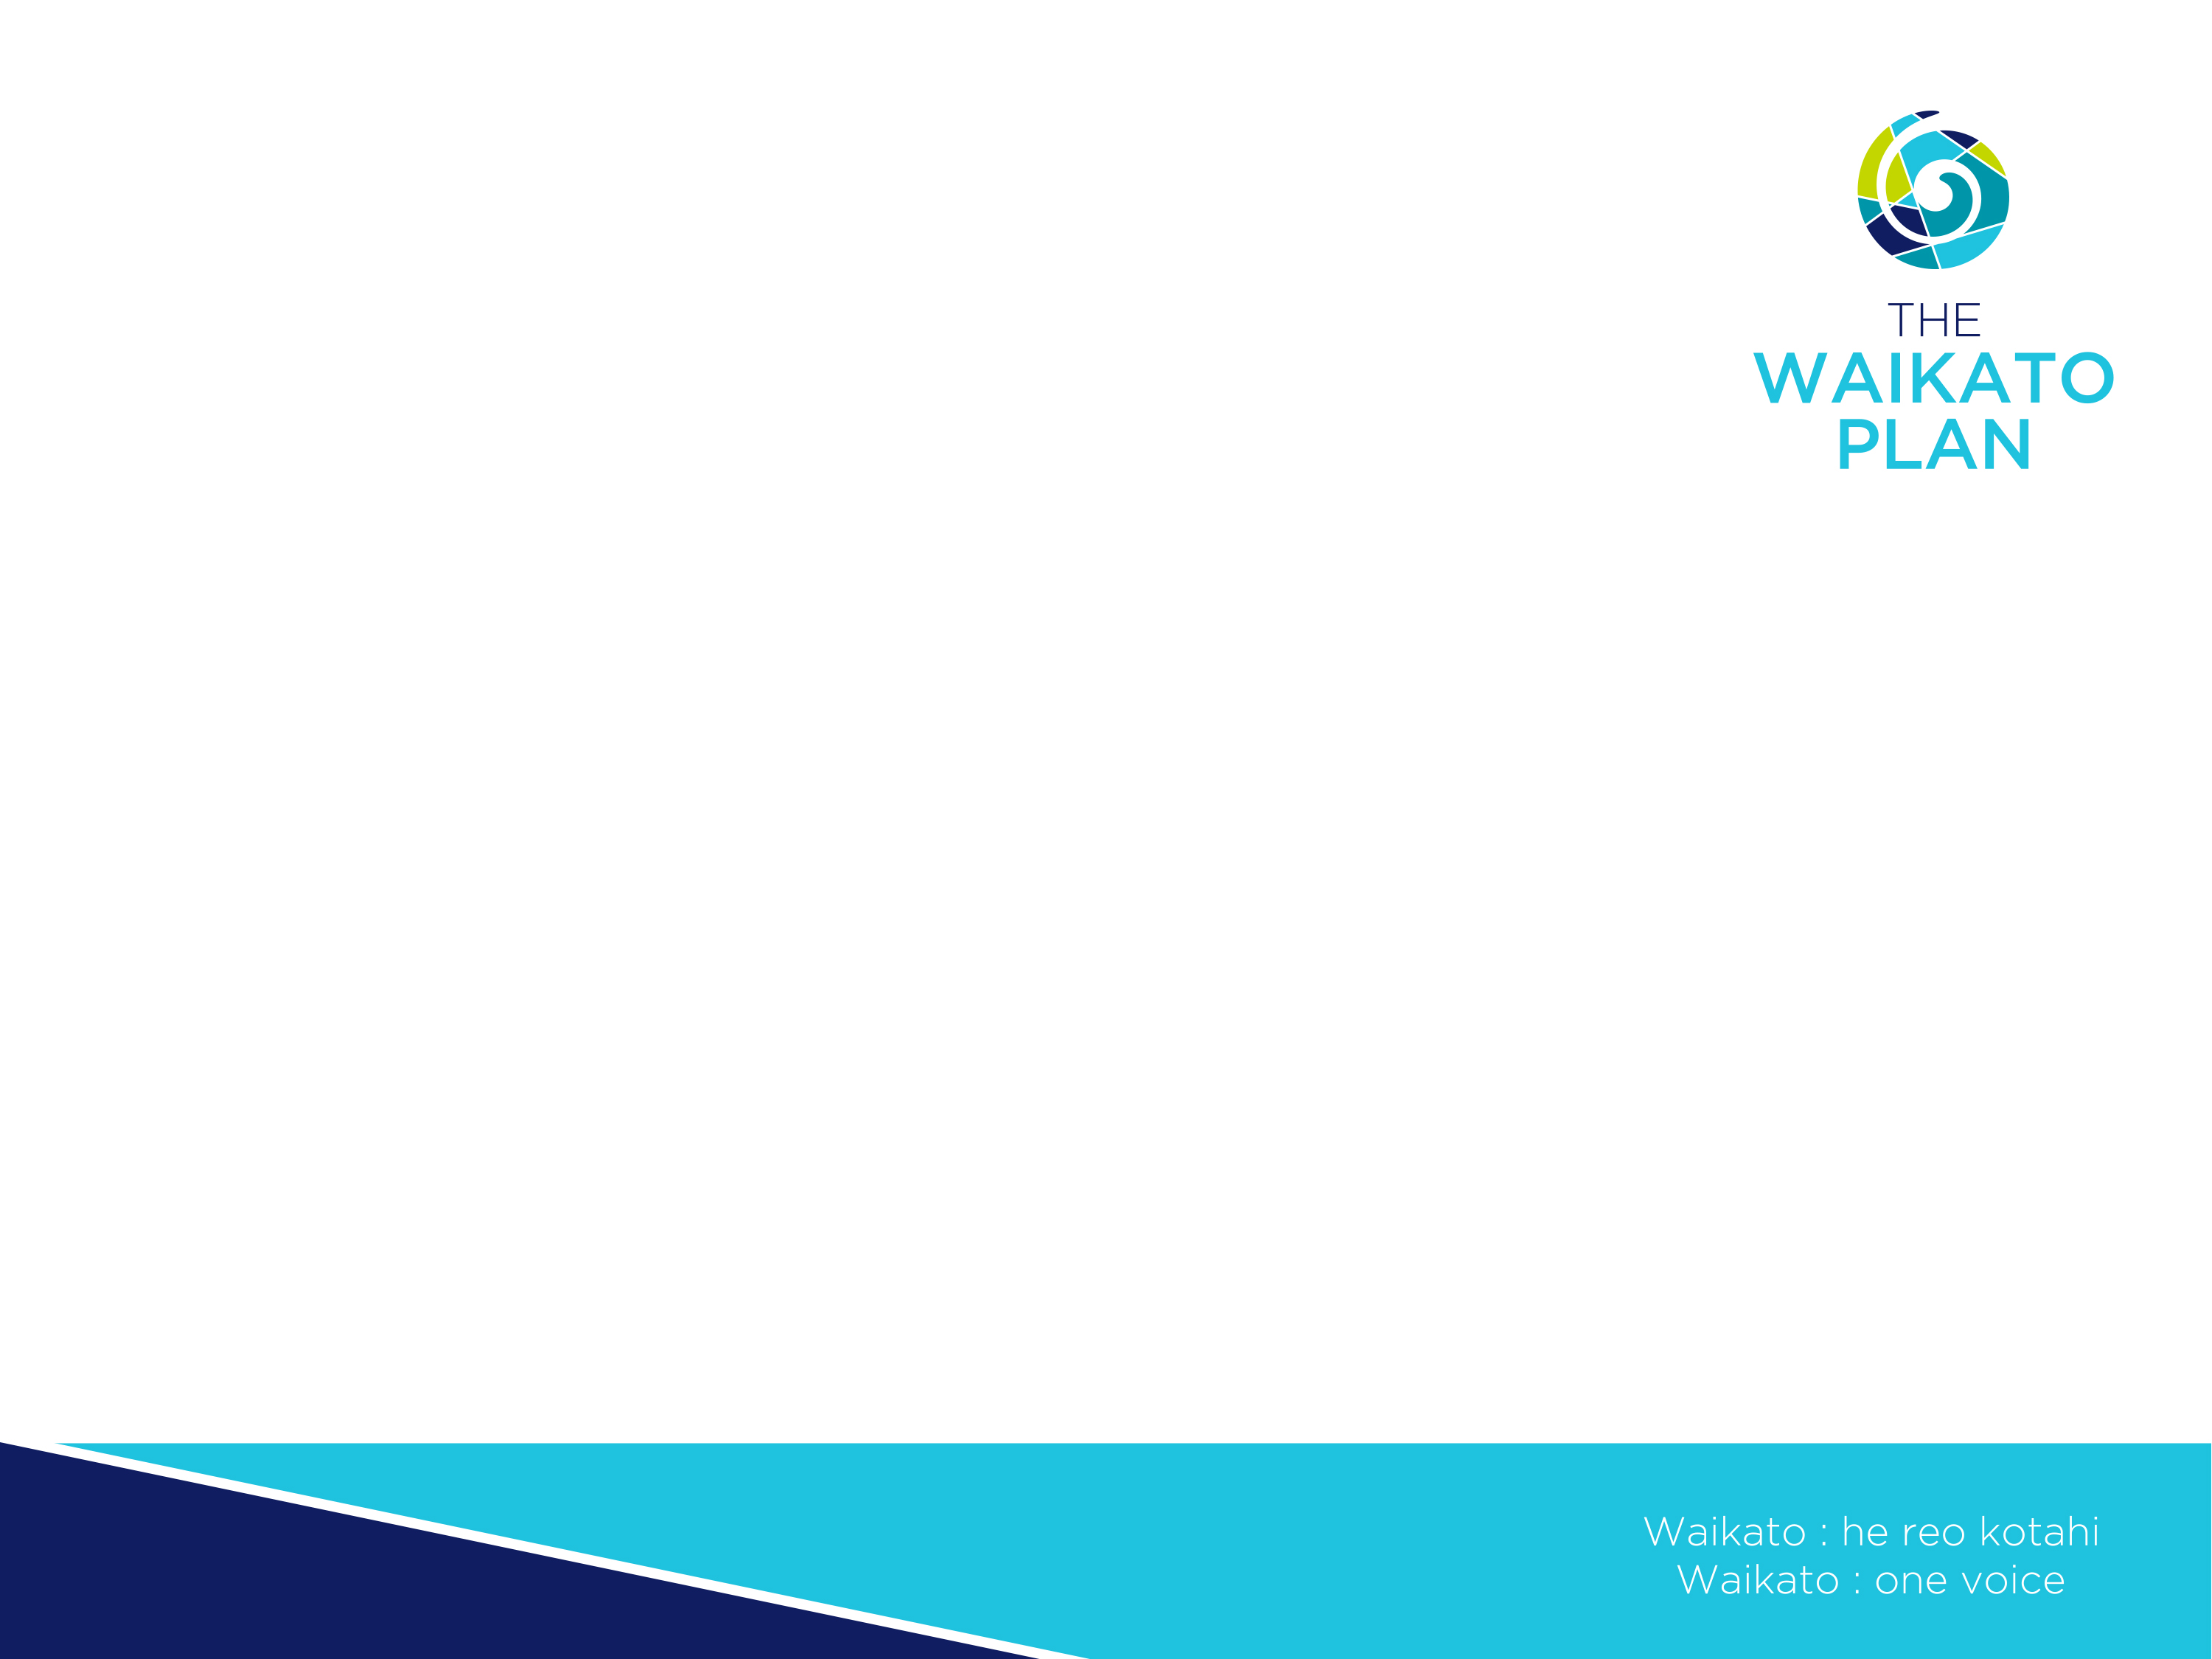 THE
WAIKATO
PLAN
Waikato : he reo kotahi
Waikato : one voice